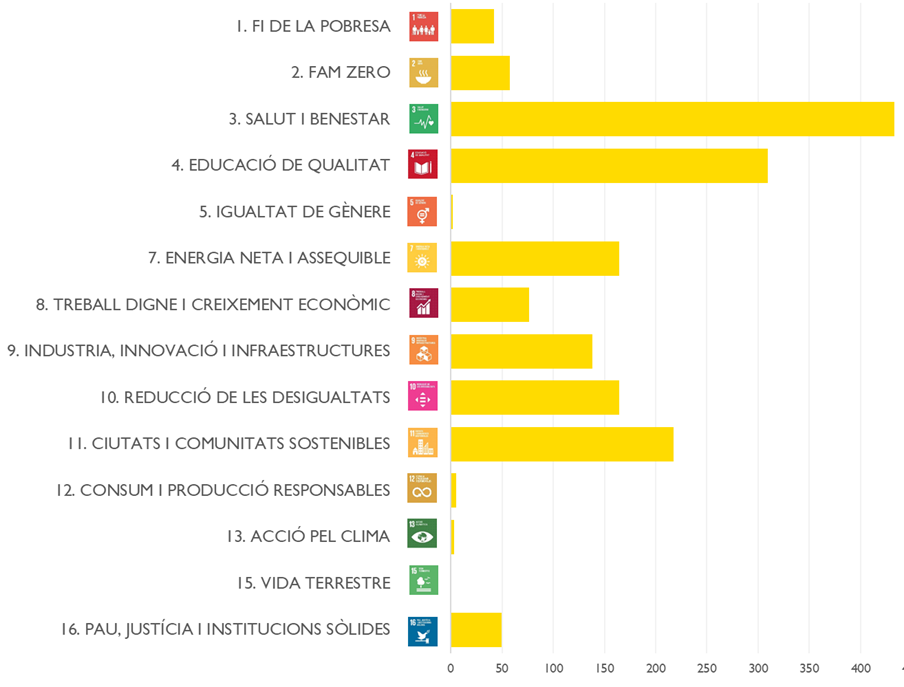 1. FI DE LA POBRESA
2. FAM ZERO
3. SALUT I BENESTAR
4. EDUCACIÓ DE QUALITAT
5. IGUALTAT DE GÈNERE
7. ENERGIA NETA I ASSEQUIBLE
8. TREBALL DIGNE I CREIXEMENT ECONÒMIC
9. INDUSTRIA, INNOVACIÓ I INFRAESTRUCTURES
10. REDUCCIÓ DE LES DESIGUALTATS
11. CIUTATS I COMUNITATS SOSTENIBLES
12. CONSUM I PRODUCCIÓ RESPONSABLES
13. ACCIÓ PEL CLIMA
15. VIDA TERRESTRE
16. PAU, JUSTÍCIA I INSTITUCIONS SÒLIDES
0 50 100 150 200 250 300 350 400